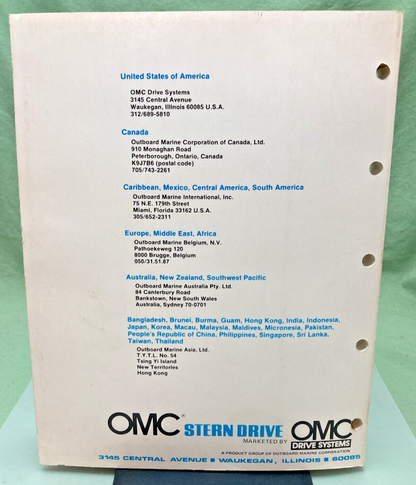 United States of America
OMC Drive Systems
3145 Central Avenue
Waukegan, Illinois 60085 U.S.A.
312/689-5810
Canada
Outboard Marine Corporation of Canada, Ltd.
910 Monaghan Road
Peterborough, Ontario, Canada
K9J7B6 (postal code)
705/743-2261
Caribbean, Mexico, Central America, South America
Outboard Marine International, Inc.
75 N.E. 179th Street
Miami, Florida 33162 U.S.A.
305/652-2311
Europe, Middle East, Africa
Outboard Marine Belgium, N.V.
Pathoekeweg 120
8000 Brugge, Belgium
050/31.51.87
Australia, New Zealand, Southwest Pacific
Outboard Marine Australia Pty. Ltd.
84 Canterbury Road
Bankstown, New South Wales
Australia, Sydney 70-0701
Bangladesh, Brunei, Burma, Guam, Hong Kong, India, Indonesia,
Japan, Korea, Macau, Malaysia, Maldives, Micronesia, Pakistan,
People's Republic of China, Philippines, Singapore, Sri Lanka,
Taiwan, Thailand
Outboard Marine Asia, Ltd.
T.Y.T.L. No. 54
Tsing Yi Island
New Territories
Hong Kong
OMC® STERN DRIVE OMC
MARKETED BY DRIVE SYSTEMS
A PRODUCT GROUP OF OUTBOARD MARINE CORPORATION
3145 CENTRAL AVENUE ■ WAUKEGAN, ILLINOIS ■ 60085